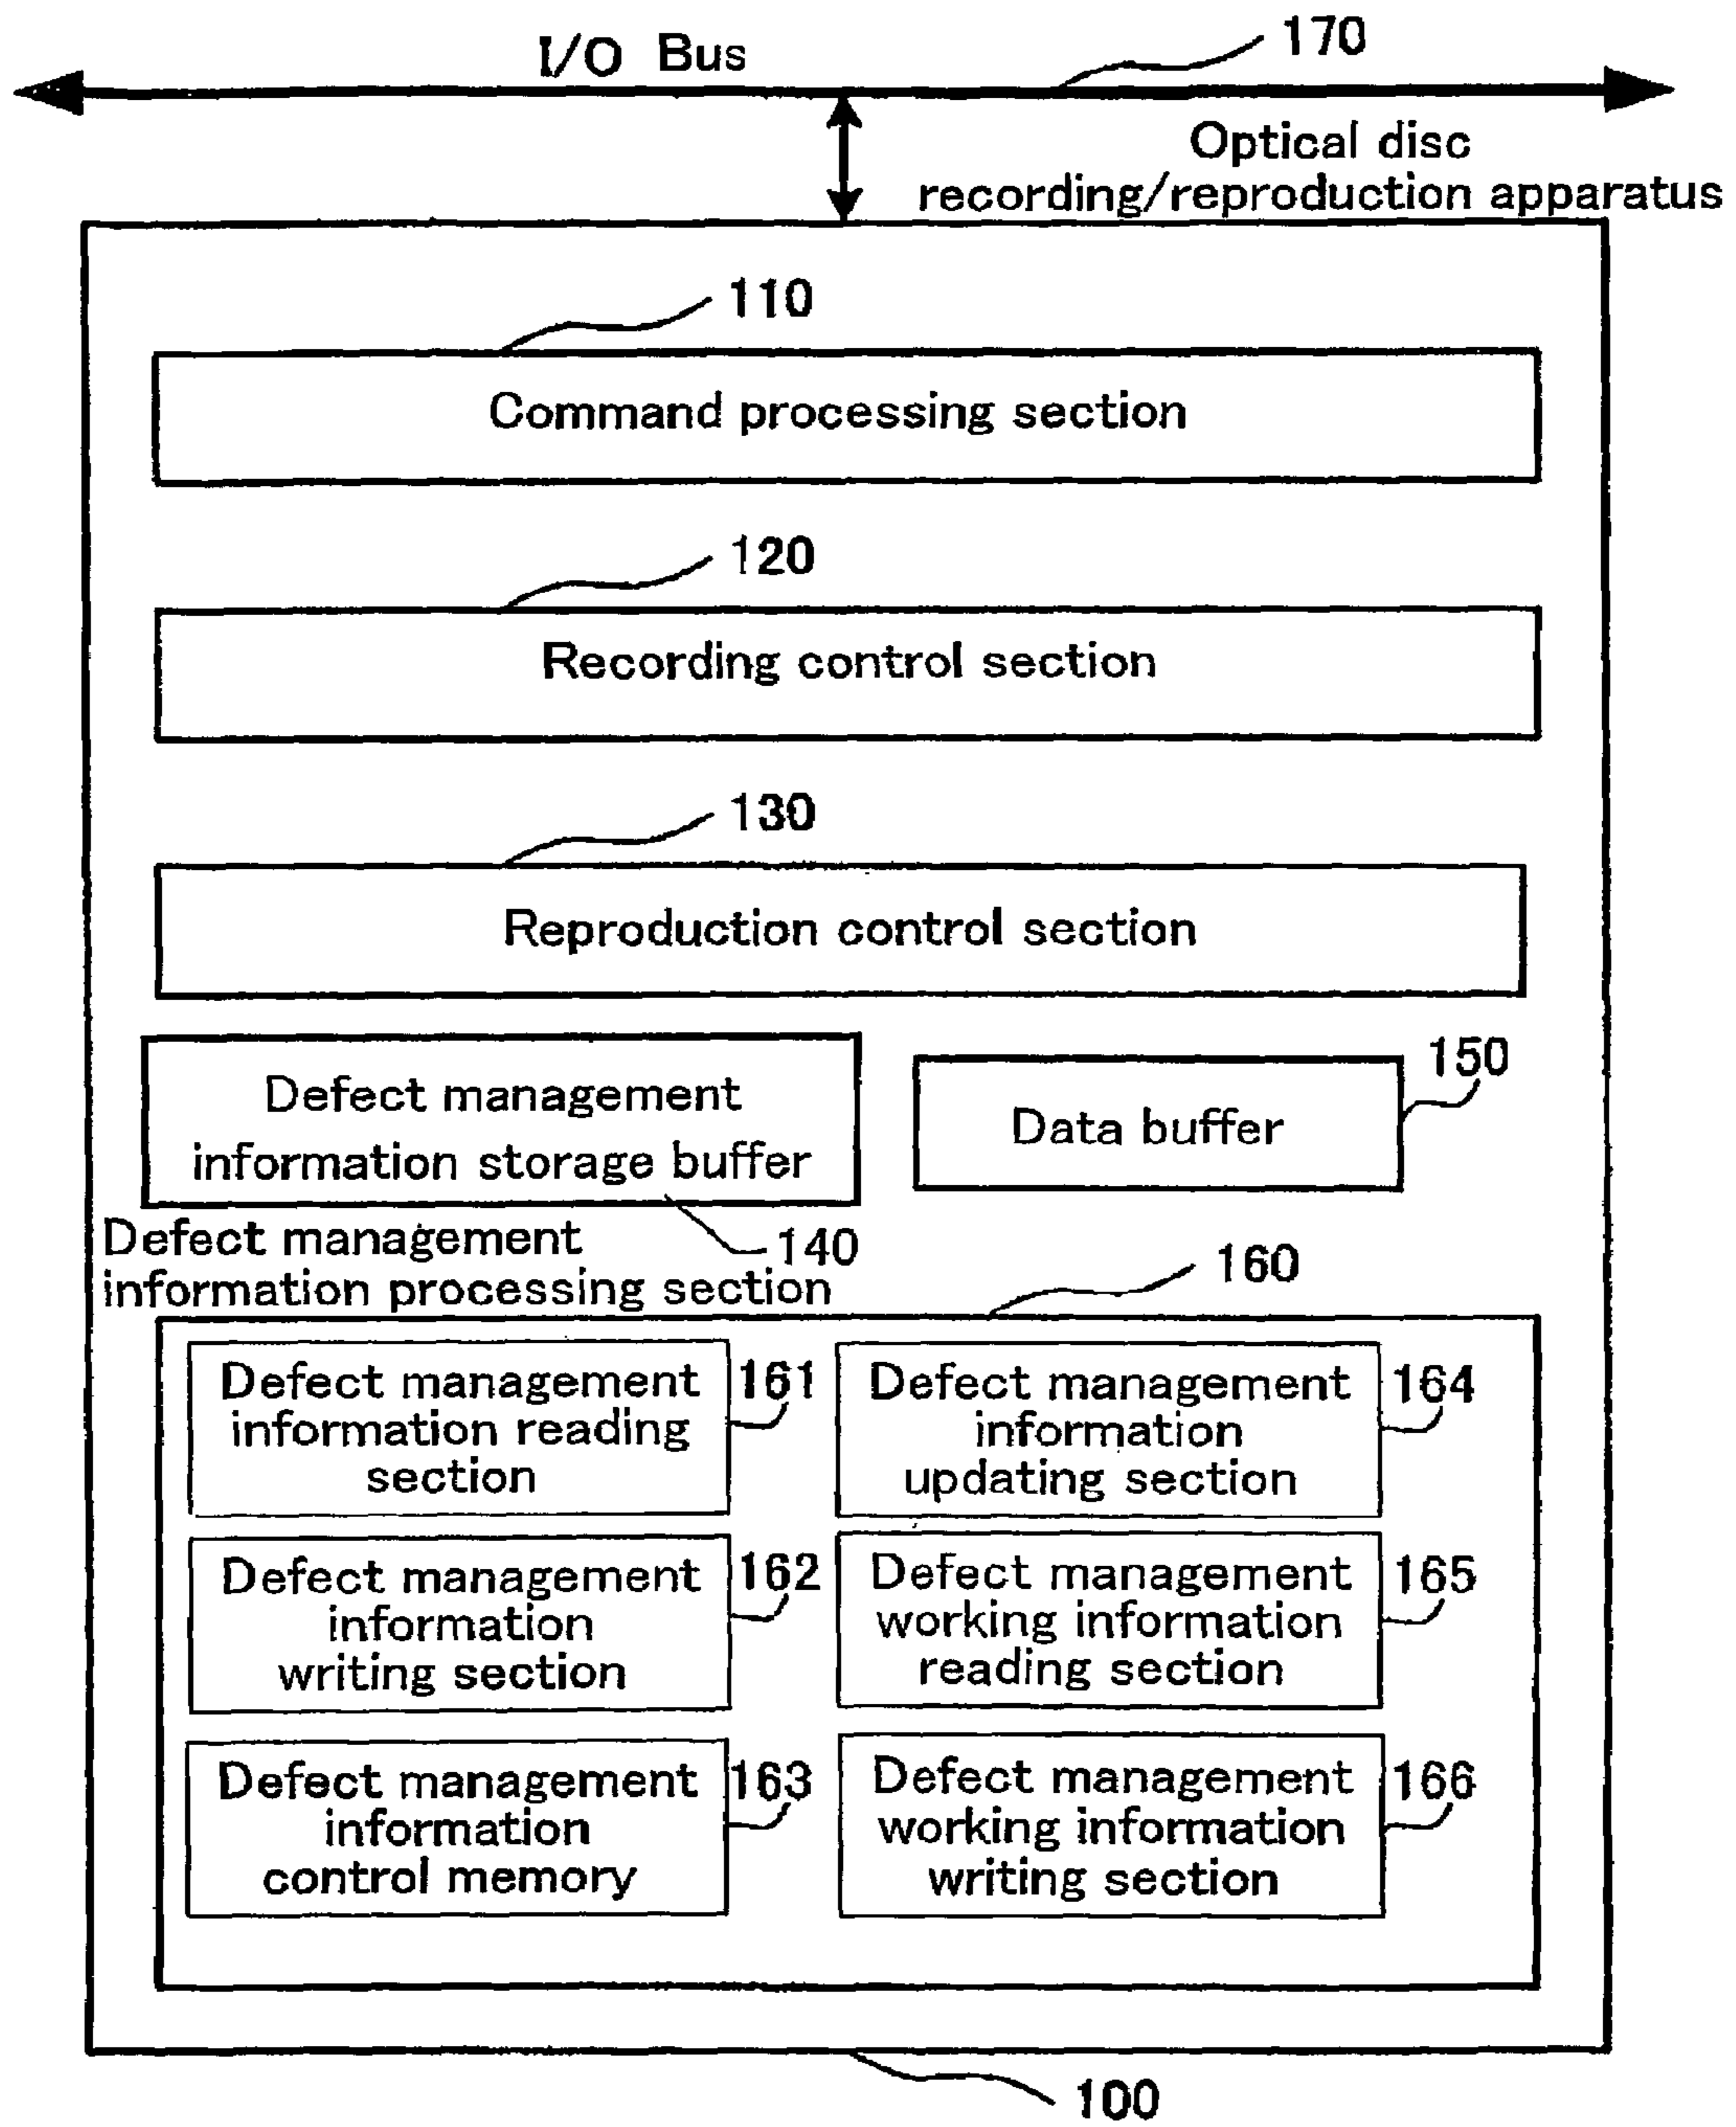 I/O Bus
170
Optical disc
recording/reproduction apparatus
110
Command processing section
120
Recording control section
130
Reproduction control section
Defect management
information storage buffer
140
Data buffer
150
Defect management
information processing section
160
Defect management
information reading
section
161
Defect management
information
updating section
164
Defect management
information
writing section
162
Defect management
working information
reading section
165
Defect management
information
control memory
163
Defect management
working information
writing section
166
100